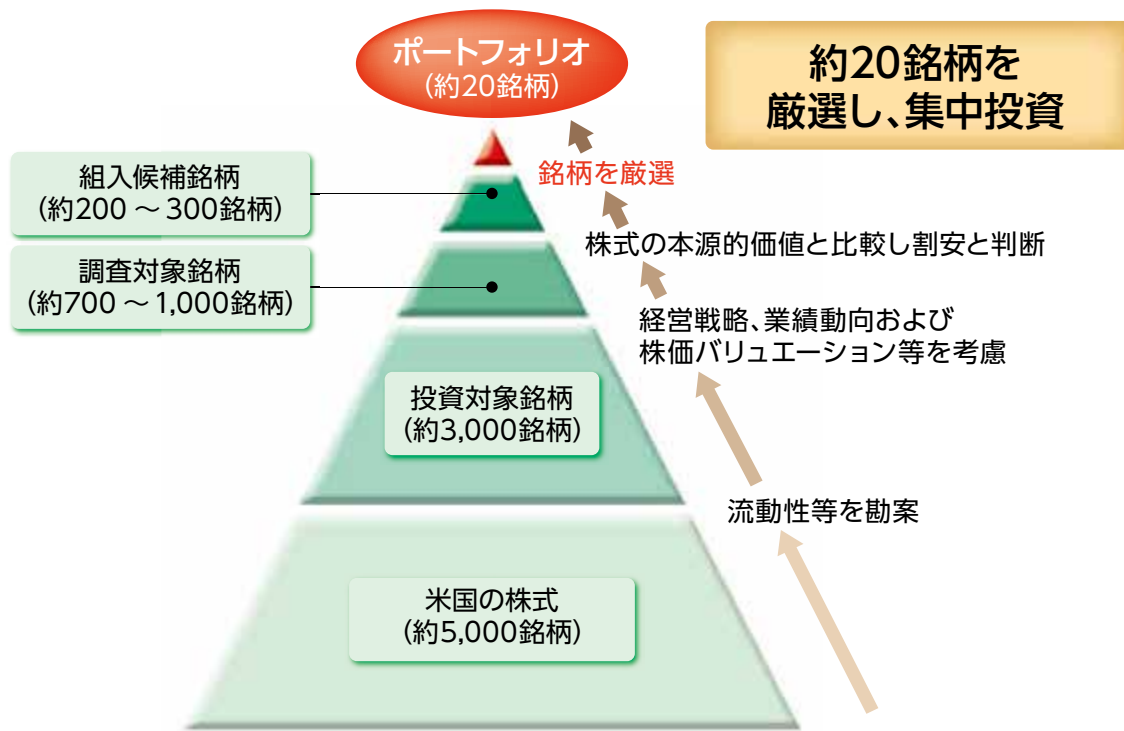 ポートフォリオ
(約20銘柄)
約20銘柄を
厳選し、集中投資
銘柄を厳選
組入候補銘柄
(約200 ～ 300銘柄)
株式の本源的価値と比較し割安と判断
調査対象銘柄
(約700 ～ 1,000銘柄)
経営戦略、業績動向および
株価バリュエーション等を考慮
投資対象銘柄
(約3,000銘柄)
流動性等を勘案
米国の株式
(約5,000銘柄)